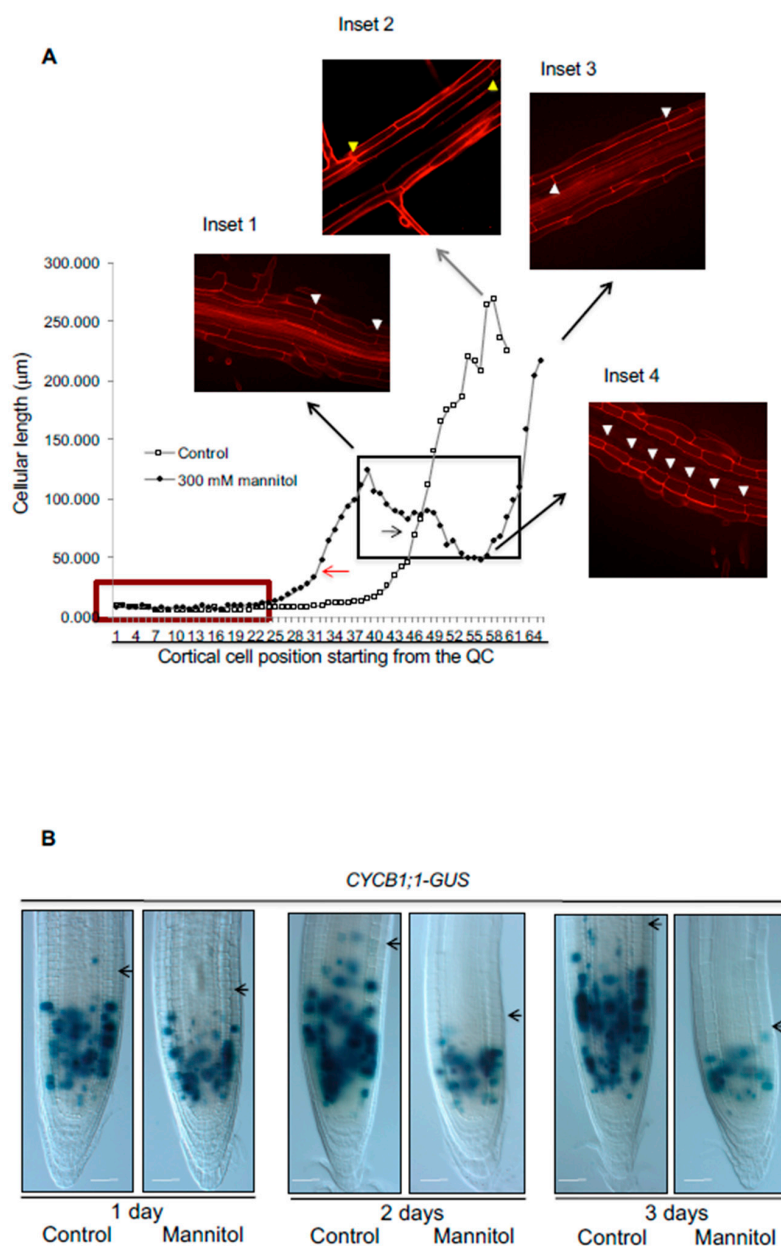 Inset 2
A
Inset 3
Inset 1
Cellular length (µm)
300.000
250.000
200.000
150.000
100.000
50.000
0.000
Control
300 mM mannitol
Inset 4
1 4 7 10 13 16 19 22 25 28 31 34 37 40 43 46 49 52 55 58 61 64
Cortical cell position starting from the QC
B
CYCB1;1-GUS
1 day
2 days
3 days
Control Mannitol
Control Mannitol
Control Mannitol